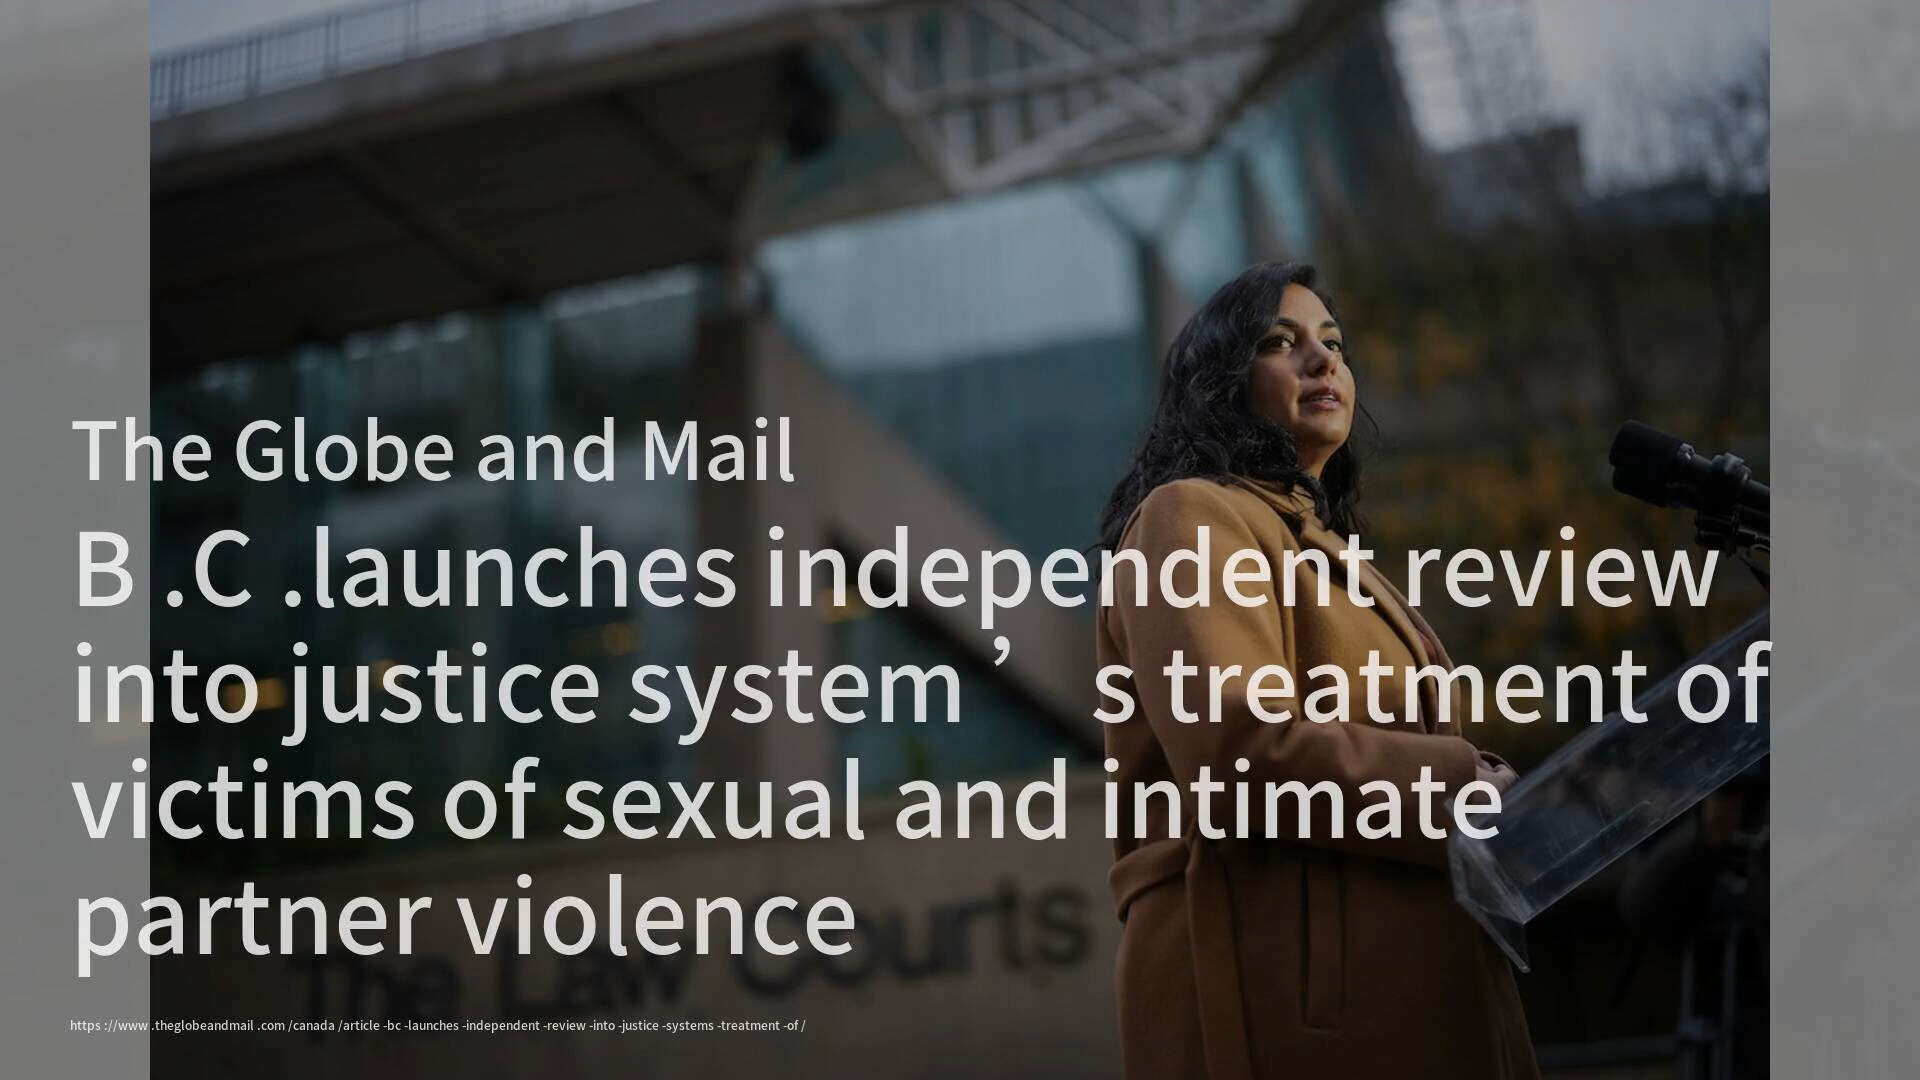 The Globe and Mail
B .C .launches independent review
into justice system’ s treatment of
victims of sexual and intimate
partner violence
The Law Courts
https ://www .theglobeandmail .com /canada /article -bc -launches -independent -review -into -justice -systems -treatment -of /